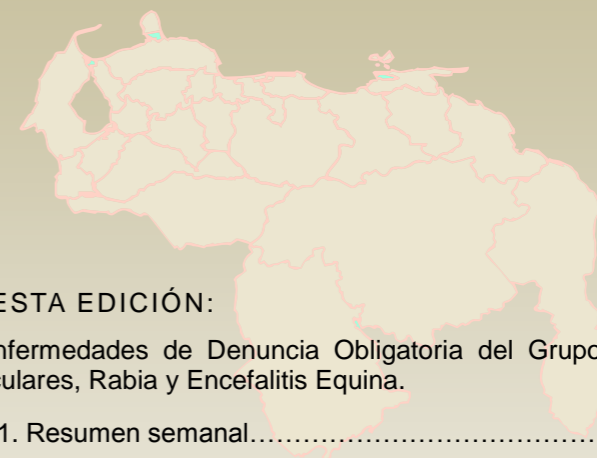 ESTA EDICIÓN:
nfermedades de Denuncia Obligatoria del Grupo
culares, Rabia y Encefalitis Equina.
1. Resumen semanal…………………………………